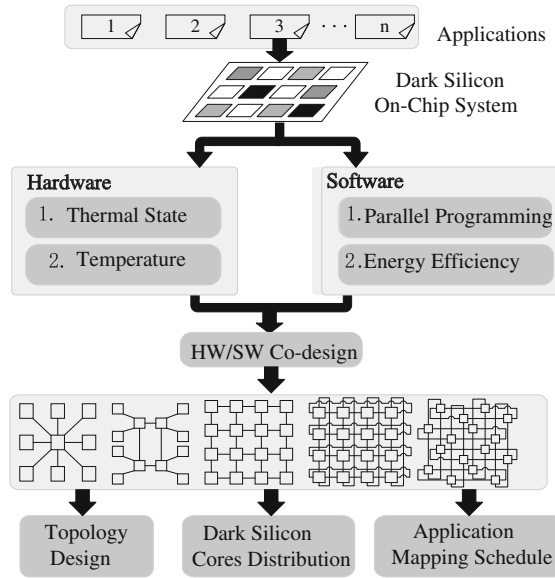 1 2 3 · · · n
Applications
Dark Silicon
On-Chip System
Hardware
1. Thermal State
2. Temperature
Software
1.Parallel Programming
2.Energy Efficiency
HW/SW Co-design
Topology
Design
Dark Silicon
Cores Distribution
Application
Mapping Schedule